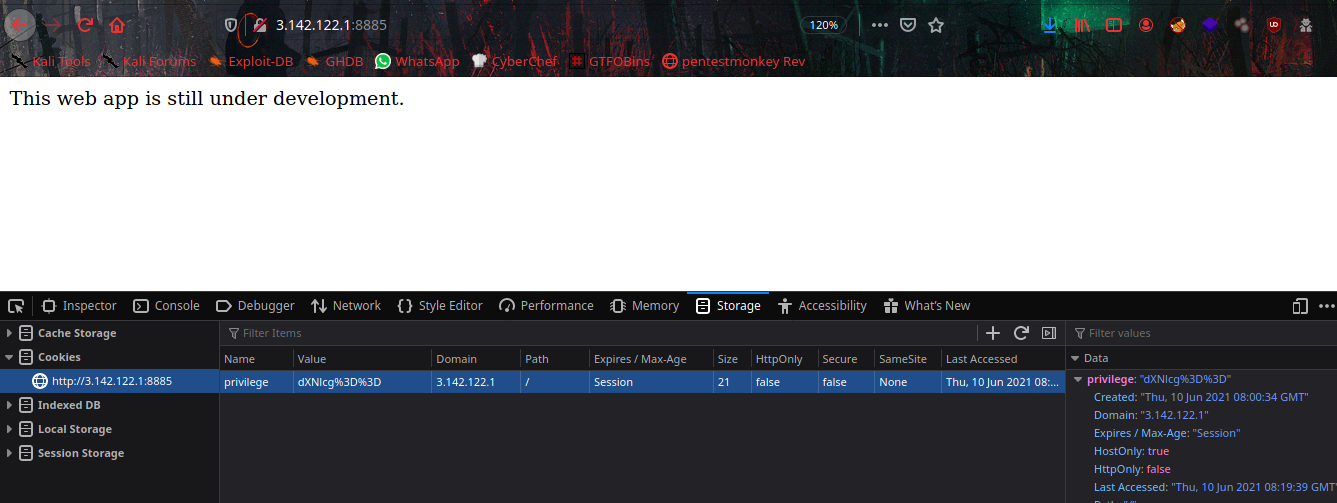 3.142.122.1:8885
120%
Kali Tools Kali Forums Exploit-DB GHDB WhatsApp CyberChef GTFOBins pentestmonkey Rev
This web app is still under development.
Inspector Console Debugger Network Style Editor Performance Memory Storage Accessibility What's New
Cache Storage
Cookies
http://3.142.122.1:8885
Indexed DB
Local Storage
Session Storage
Filter Items
Name Value Domain Path Expires / Max-Age Size HttpOnly Secure SameSite Last Accessed
privilege dXNlcg%3D%3D 3.142.122.1 / Session 21 false false None Thu, 10 Jun 2021 08:...
Filter values
Data
privilege: "dXNlcg%3D%3D"
Created: "Thu, 10 Jun 2021 08:00:34 GMT"
Domain: "3.142.122.1"
Expires / Max-Age: "Session"
HostOnly: true
HttpOnly: false
Last Accessed: "Thu, 10 Jun 2021 08:19:39 GMT"